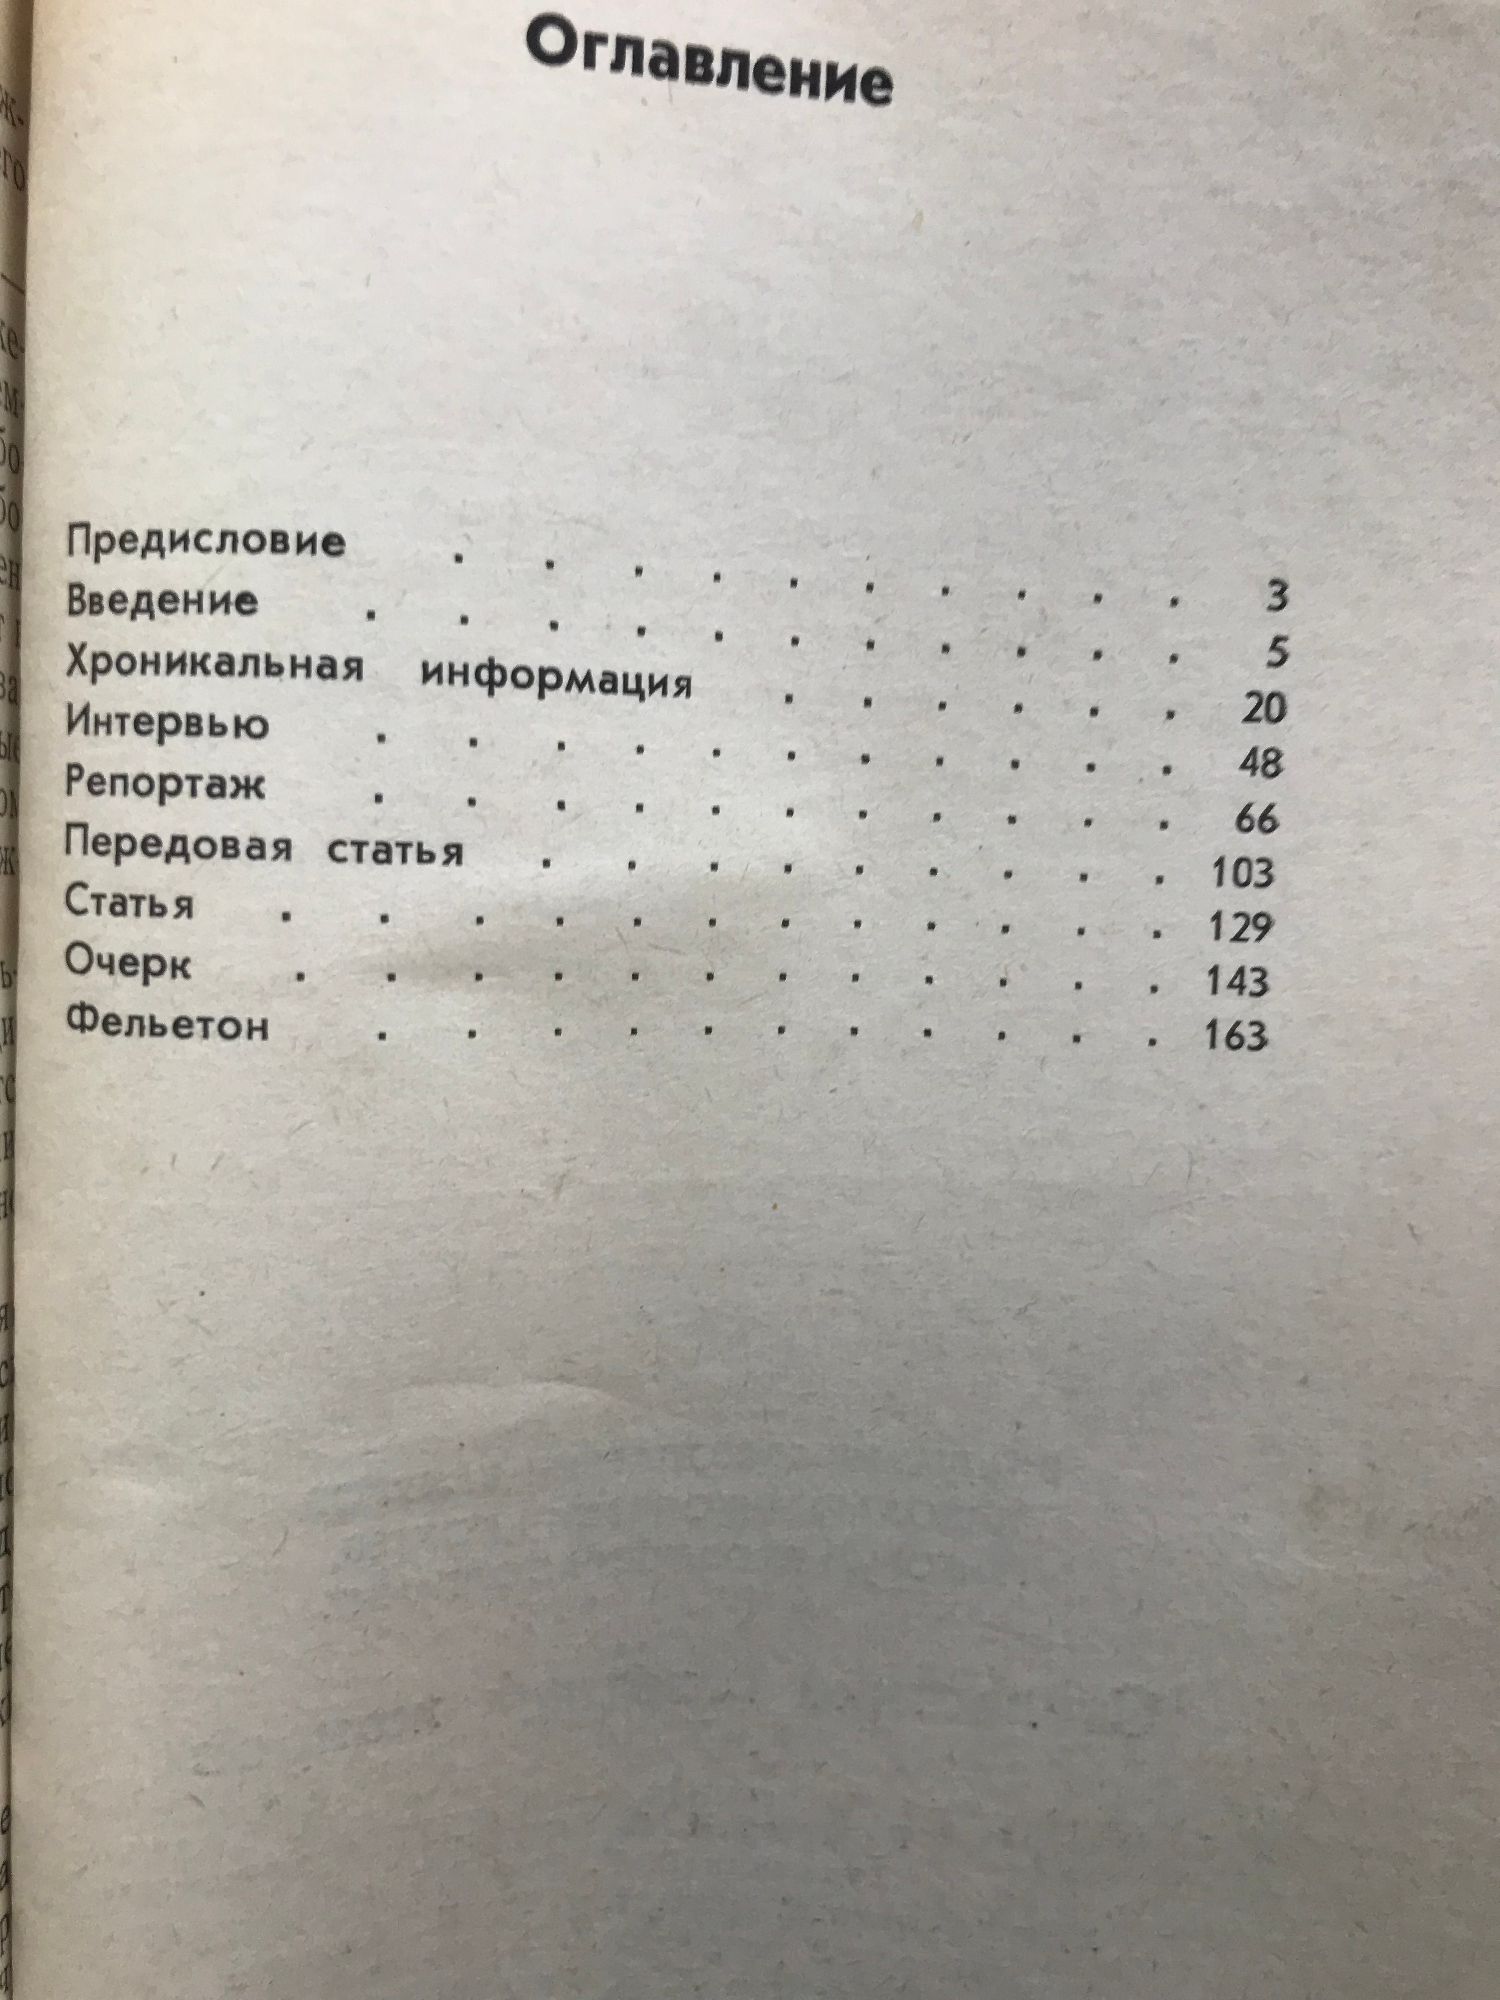 Оглавление
Предисловие . . . . . . . . . . 3
Введение . . . . . . . . . . . 5
Хроникальная информация . . . . . . 20
Интервью . . . . . . . . . . . 48
Репортаж . . . . . . . . . . . 66
Передовая статья . . . . . . . . . 103
Статья . . . . . . . . . . . . 129
Очерк . . . . . . . . . . . . 143
Фельетон . . . . . . . . . . . 163